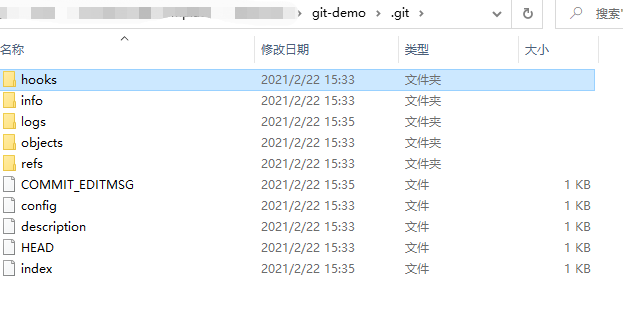 git-demo › .git › 搜索"
名称 修改日期 类型 大小
hooks 2021/2/22 15:33 文件夹
info 2021/2/22 15:33 文件夹
logs 2021/2/22 15:35 文件夹
objects 2021/2/22 15:33 文件夹
refs 2021/2/22 15:33 文件夹
COMMIT_EDITMSG 2021/2/22 15:35 文件 1 KB
config 2021/2/22 15:33 文件 1 KB
description 2021/2/22 15:33 文件 1 KB
HEAD 2021/2/22 15:33 文件 1 KB
index 2021/2/22 15:35 文件 1 KB